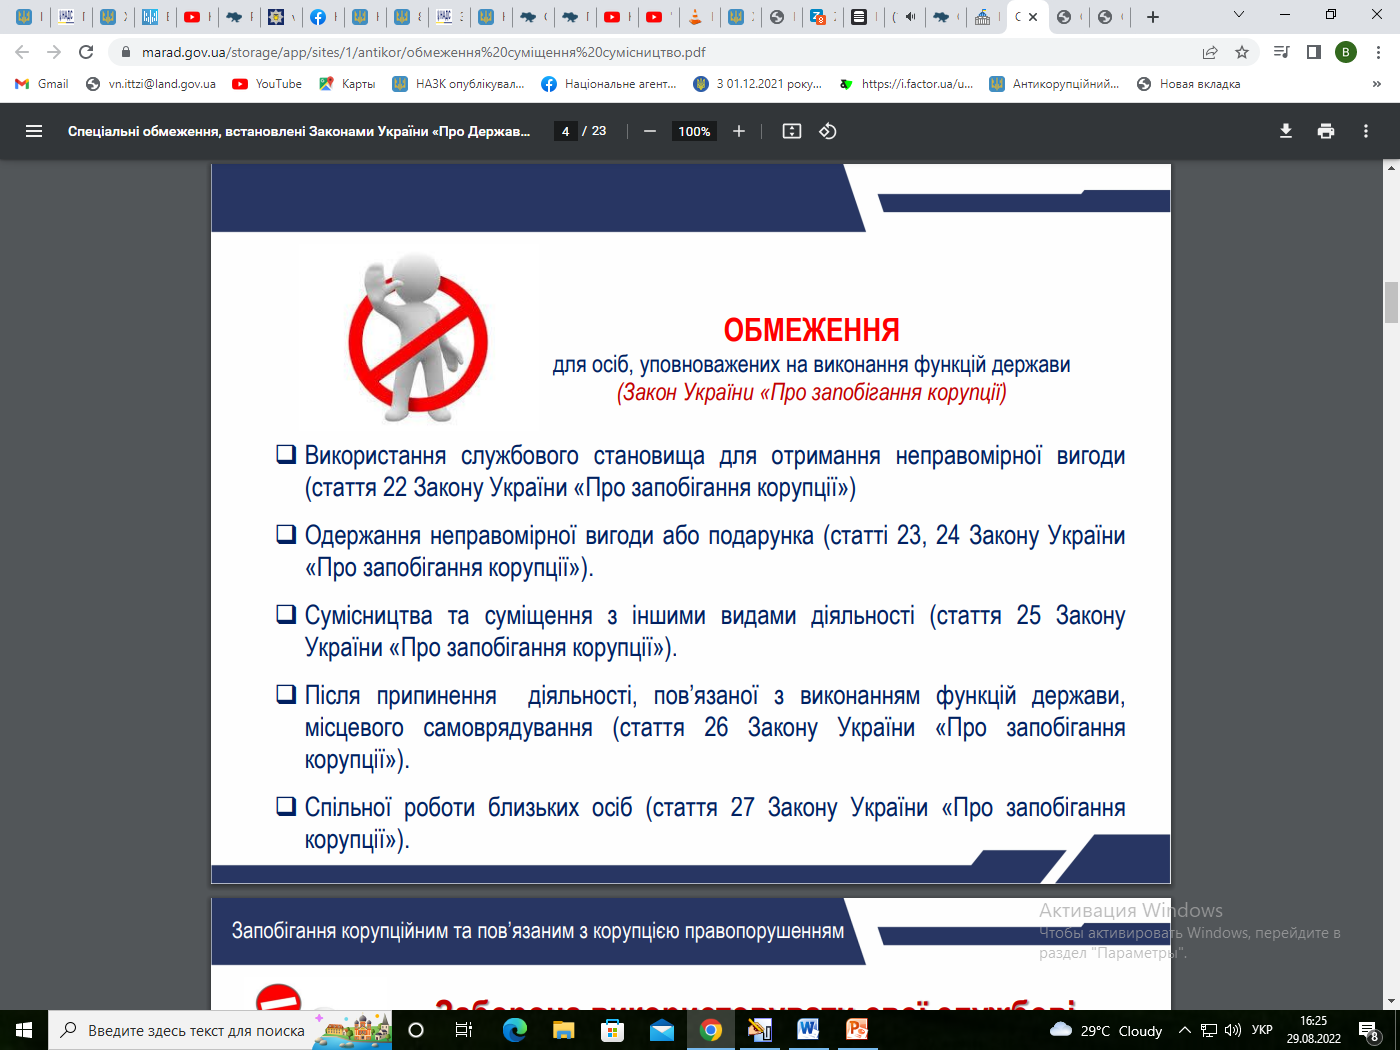 marad.gov.ua/storage/app/sites/1/antikor/обмеження%20суміщення%20сумісництво.pdf
B
Gmail
vn.ittzi@land.gov.ua
YouTube
Карты
НАЗК опублікувал...
Національне агент...
З 01.12.2021 року...
https://i.factor.ua/u...
Антикорупційний...
Новая вкладка
»
Спеціальні обмеження, встановлені Законами України «Про Держав...
4 / 23
100%
ОБМЕЖЕННЯ
для осіб, уповноважених на виконання функцій держави
(Закон України «Про запобігання корупції)
Використання службового становища для отримання неправомірної вигоди
(стаття 22 Закону України «Про запобігання корупції»)
Одержання неправомірної вигоди або подарунка (статті 23, 24 Закону України
«Про запобігання корупції»).
Сумісництва та суміщення з іншими видами діяльності (стаття 25 Закону
України «Про запобігання корупції»).
Після припинення діяльності, пов’язаної з виконанням функцій держави,
місцевого самоврядування (стаття 26 Закону України «Про запобігання
корупції»).
Спільної роботи близьких осіб (стаття 27 Закону України «Про запобігання
корупції»).
Запобігання корупційним та пов’язаним з корупцією правопорушенням
Активация Windows
Чтобы активировать Windows, перейдите в
раздел "Параметры".
Заборона використовувати свої службові
Введите здесь текст для поиска
29°C Cloudy
УКР
16:25
29.08.2022
8